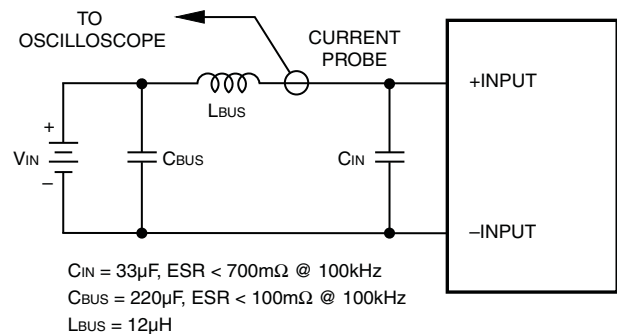 TO
OSCILLOSCOPE
CURRENT
PROBE
+INPUT
LBUS
+
VIN
CBUS
CIN
–
–INPUT
CIN = 33µF, ESR < 700mΩ @ 100kHz
CBUS = 220µF, ESR < 100mΩ @ 100kHz
LBUS = 12µH